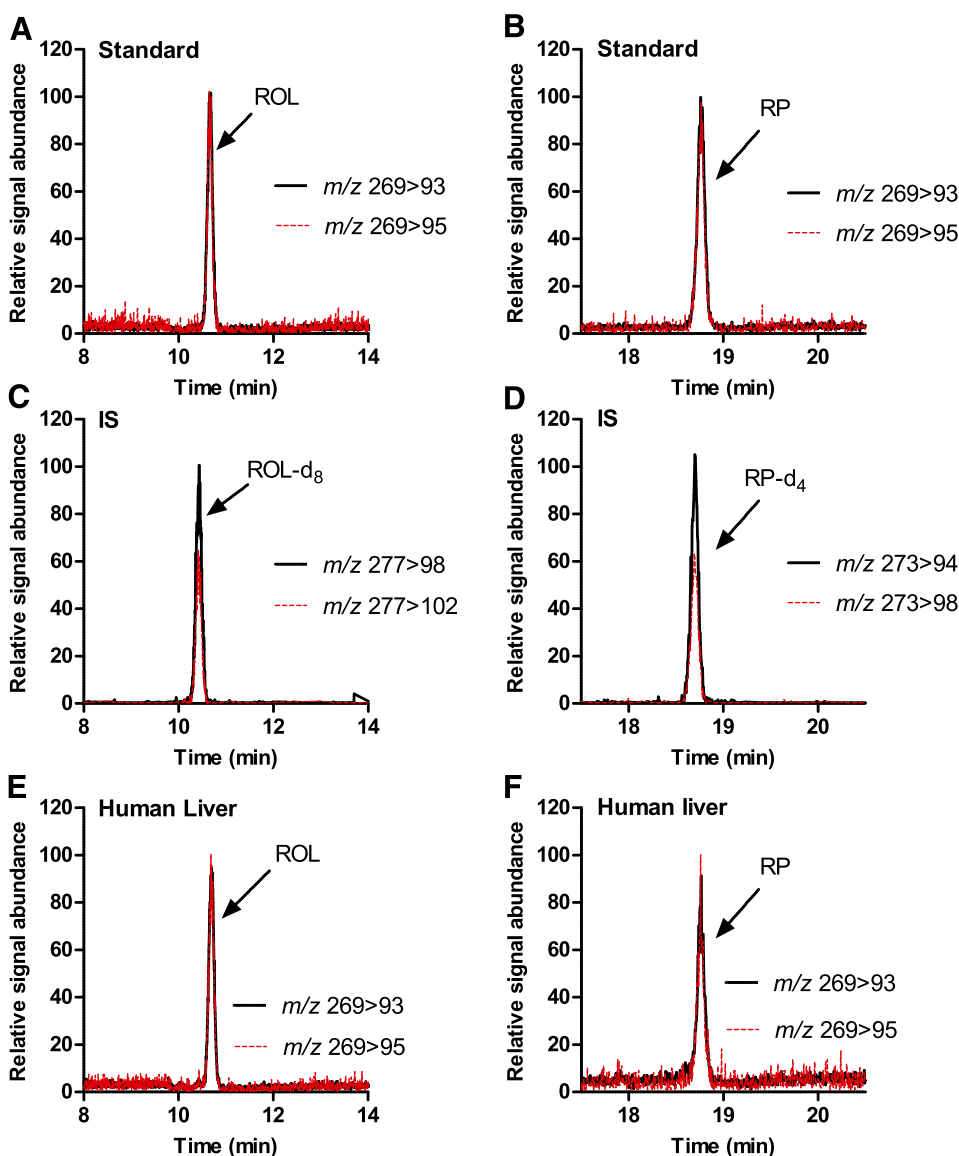 A
Standard
Relative signal abundance
120
100
80
60
40
20
0
ROL
m/z 269>93
m/z 269>95
8
10
12
14
Time (min)
B
Standard
Relative signal abundance
120
100
80
60
40
20
0
RP
m/z 269>93
m/z 269>95
18
19
20
Time (min)
C
IS
Relative signal abundance
120
100
80
60
40
20
0
ROL-d8
m/z 277>98
m/z 277>102
8
10
12
14
Time (min)
D
IS
Relative signal abundance
120
100
80
60
40
20
0
RP-d4
m/z 273>94
m/z 273>98
18
19
20
Time (min)
E
Human Liver
Relative signal abundance
120
100
80
60
40
20
0
ROL
m/z 269>93
m/z 269>95
8
10
12
14
Time (min)
F
Human liver
Relative signal abundance
120
100
80
60
40
20
0
RP
m/z 269>93
m/z 269>95
18
19
20
Time (min)